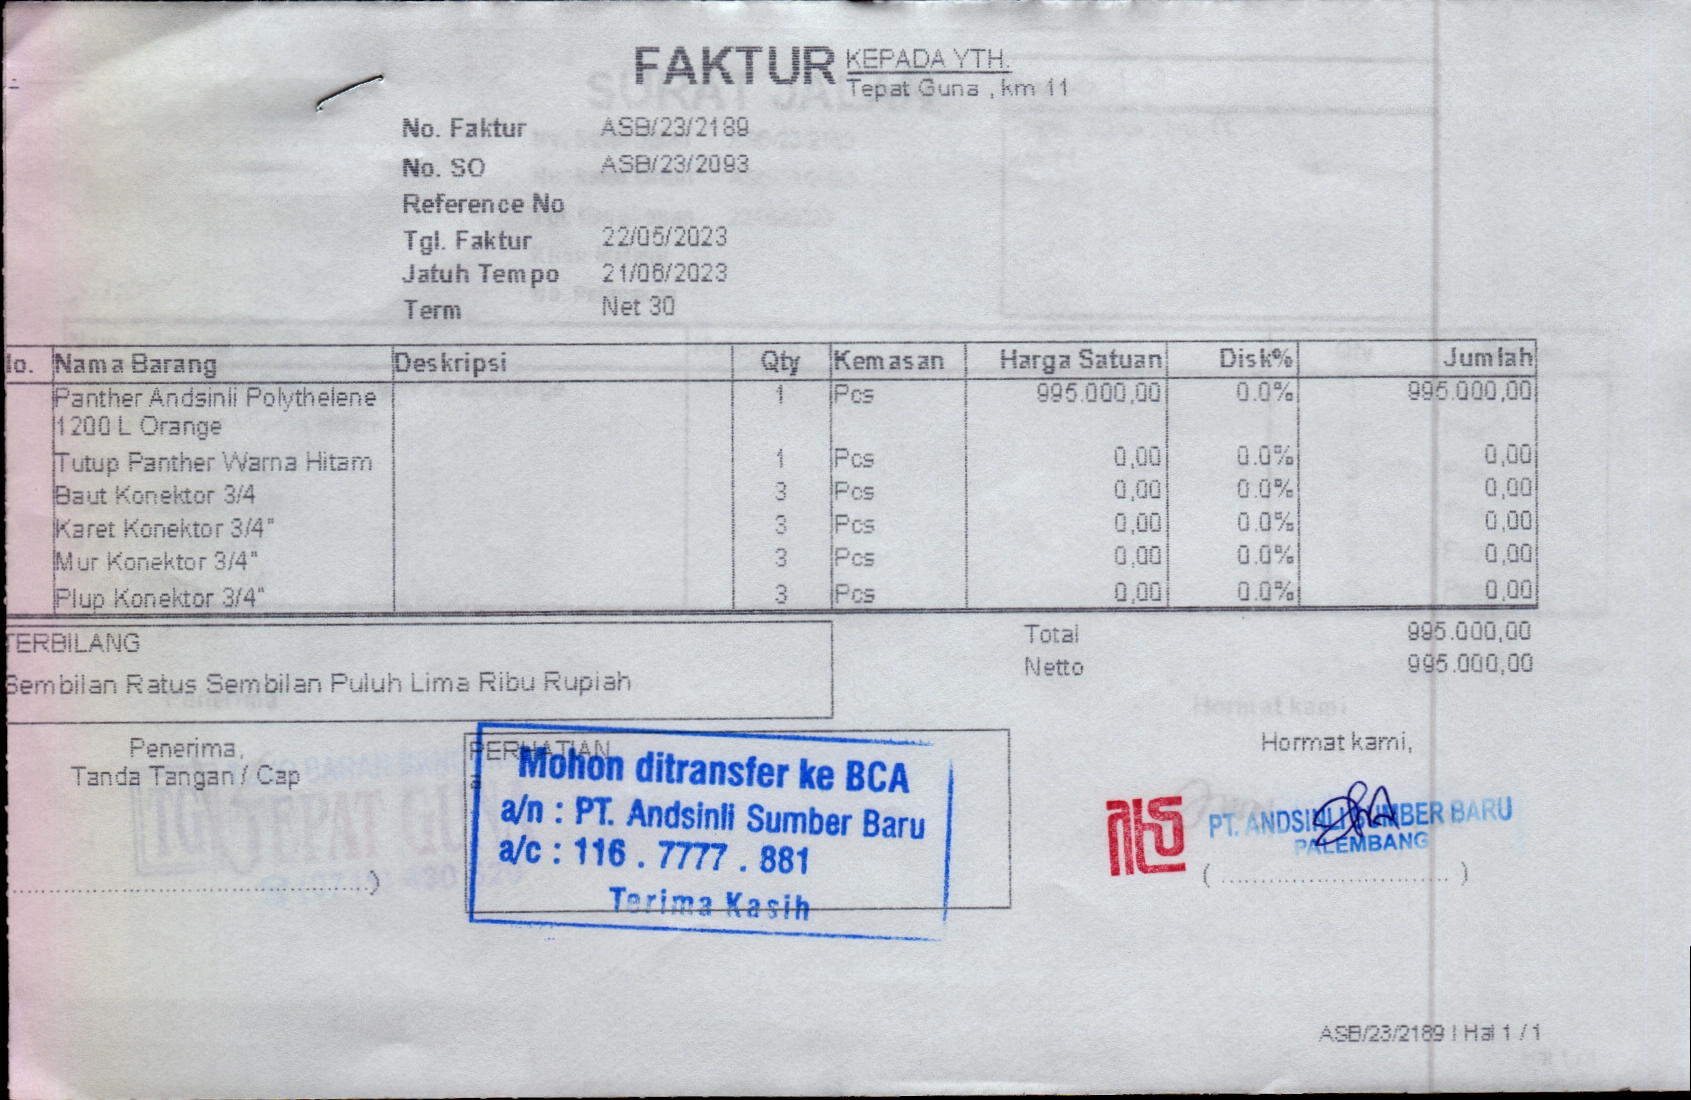 FAKTUR
KEPADA YTH.
Tepat Guna , km 11
No. Faktur ASB/23/2189
No. SO ASB/23/2093
Reference No
Tgl. Faktur 22/05/2023
Jatuh Tempo 21/06/2023
Term Net 30
lo. Nama Barang Deskripsi Qty Kemasan Harga Satuan Disk% Jumlah
Panther Andsinli Polythelene 1 Pcs 995.000,00 0.0% 995.000,00
1200 L Orange
Tutup Panther Warna Hitam 1 Pcs 0,00 0.0% 0,00
Baut Konektor 3/4 3 Pcs 0,00 0.0% 0,00
Karet Konektor 3/4" 3 Pcs 0,00 0.0% 0,00
Mur Konektor 3/4" 3 Pcs 0,00 0.0% 0,00
Plup Konektor 3/4" 3 Pcs 0,00 0.0% 0,00
TERBILANG
Sembilan Ratus Sembilan Puluh Lima Ribu Rupiah
Total 995.000,00
Netto 995.000,00
Penerima,
Tanda Tangan / Cap
PERHATIAN
Mohon ditransfer ke BCA
a/n : PT. Andsinli Sumber Baru
a/c : 116 . 7777 . 881
Terima Kasih
Hormat kami,
PT. ANDSINLI SUMBER BARU
PALEMBANG
ASB/23/2189 | Hal 1 / 1